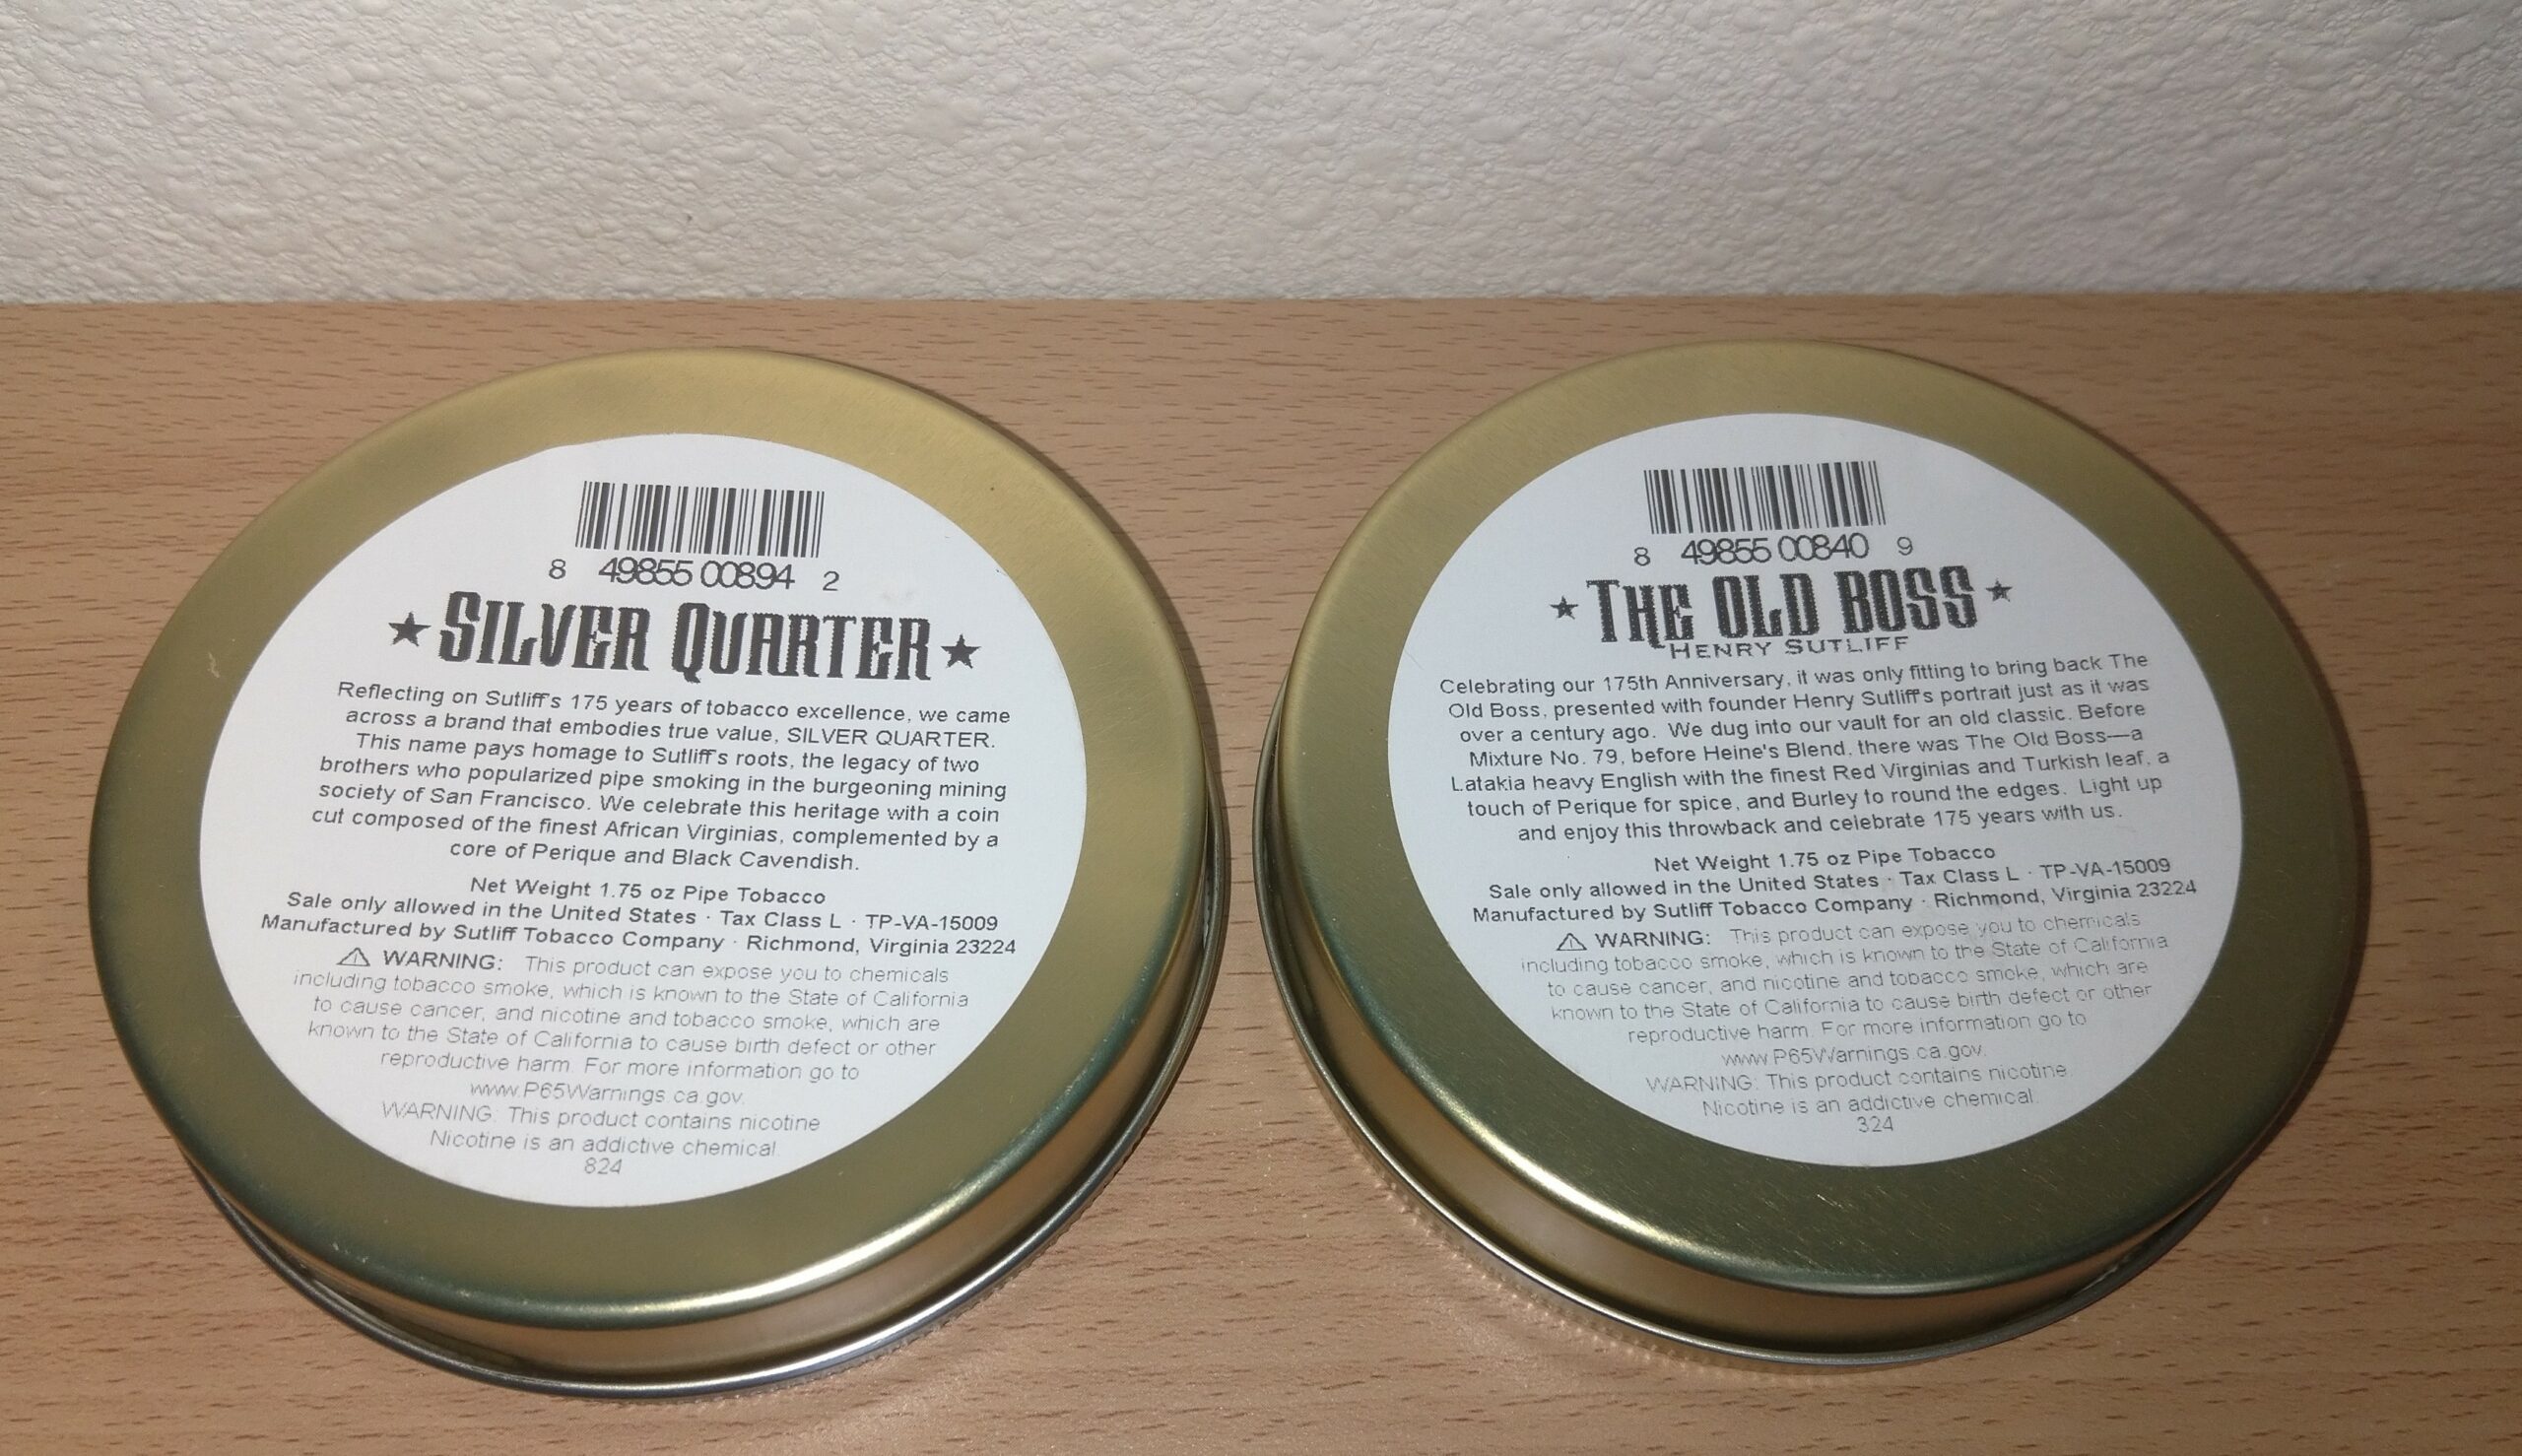 8 49855 00894 2
★ SILVER QUARTER ★
Reflecting on Sutliff's 175 years of tobacco excellence, we came
across a brand that embodies true value, SILVER QUARTER.
This name pays homage to Sutliff's roots, the legacy of two
brothers who popularized pipe smoking in the burgeoning mining
society of San Francisco. We celebrate this heritage with a coin
cut composed of the finest African Virginias, complemented by a
core of Perique and Black Cavendish.
Net Weight 1.75 oz Pipe Tobacco
Sale only allowed in the United States · Tax Class L · TP-VA-15009
Manufactured by Sutliff Tobacco Company · Richmond, Virginia 23224
⚠ WARNING: This product can expose you to chemicals
including tobacco smoke, which is known to the State of California
to cause cancer, and nicotine and tobacco smoke, which are
known to the State of California to cause birth defect or other
reproductive harm. For more information go to
www.P65Warnings.ca.gov.
WARNING: This product contains nicotine
Nicotine is an addictive chemical.
824
8 49855 00840 9
★ THE OLD BOSS ★
HENRY SUTLIFF
Celebrating our 175th Anniversary, it was only fitting to bring back The
Old Boss, presented with founder Henry Sutliff's portrait just as it was
over a century ago. We dug into our vault for an old classic. Before
Mixture No. 79, before Heine's Blend, there was The Old Boss—a
Latakia heavy English with the finest Red Virginias and Turkish leaf, a
touch of Perique for spice, and Burley to round the edges. Light up
and enjoy this throwback and celebrate 175 years with us.
Net Weight 1.75 oz Pipe Tobacco
Sale only allowed in the United States · Tax Class L · TP-VA-15009
Manufactured by Sutliff Tobacco Company · Richmond, Virginia 23224
⚠ WARNING: This product can expose you to chemicals
including tobacco smoke, which is known to the State of California
to cause cancer, and nicotine and tobacco smoke, which are
known to the State of California to cause birth defect or other
reproductive harm. For more information go to
www.P65Warnings.ca.gov.
WARNING: This product contains nicotine.
Nicotine is an addictive chemical.
324